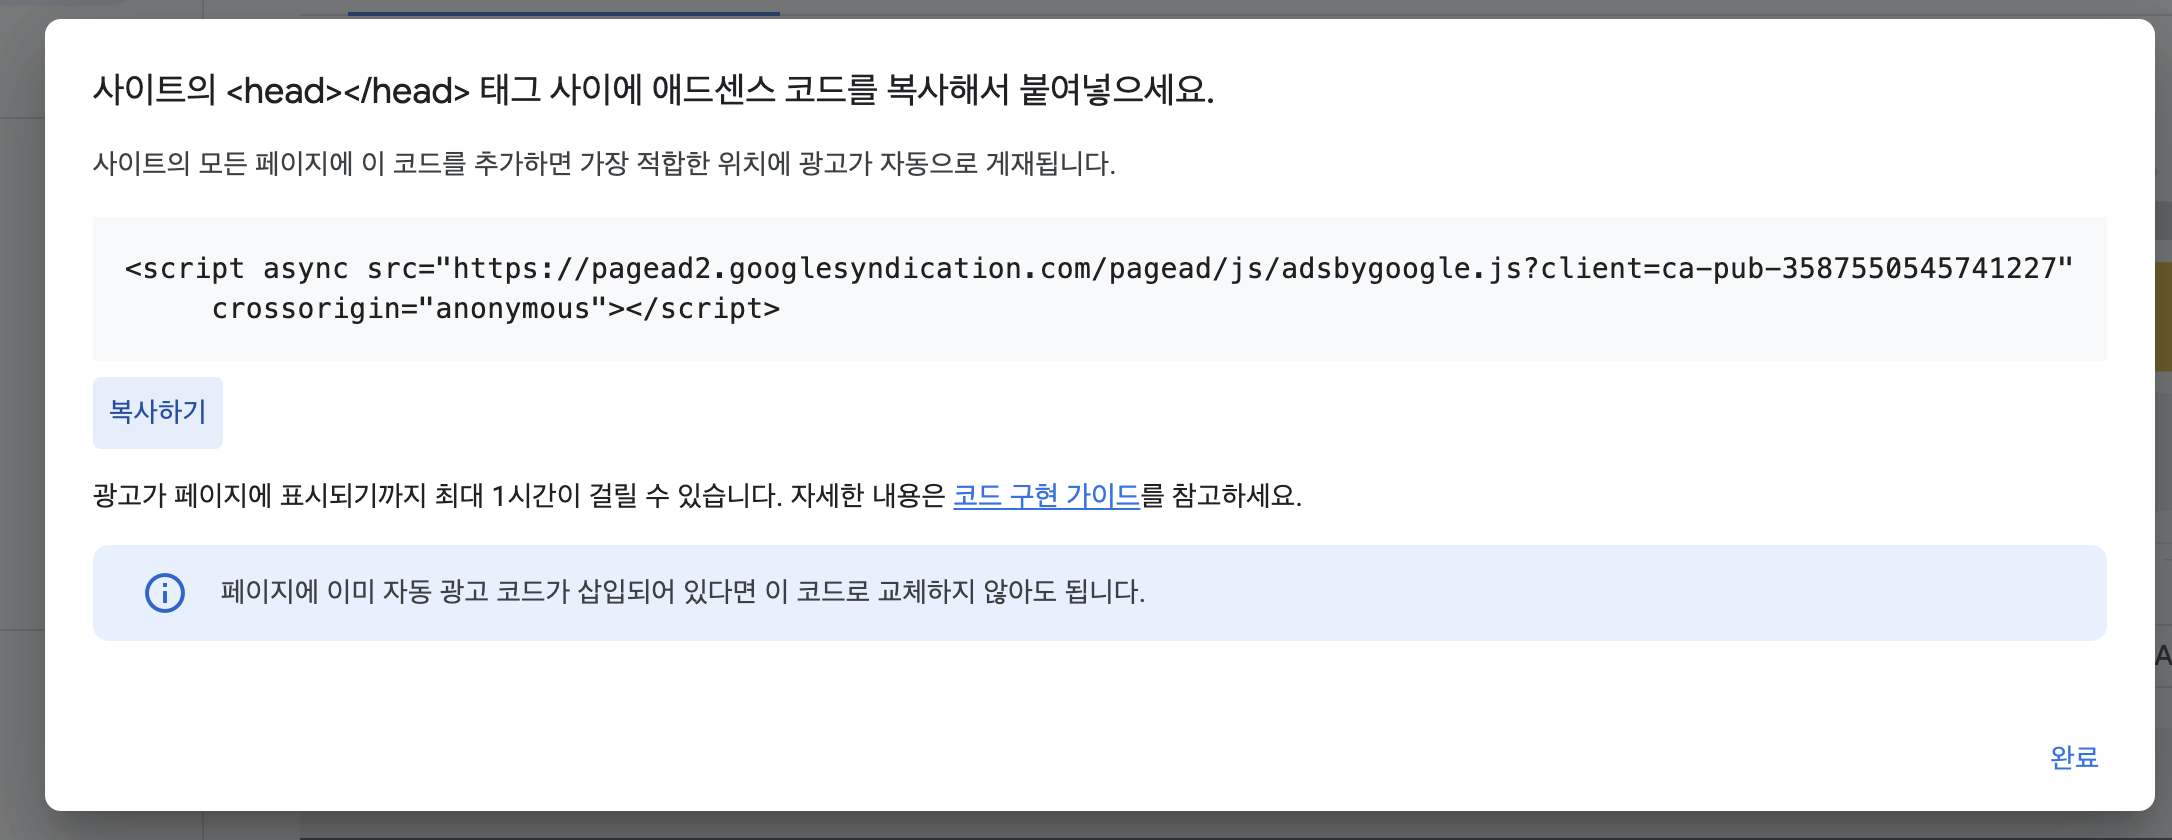 사이트의 <head></head> 태그 사이에 애드센스 코드를 복사해서 붙여넣으세요.
사이트의 모든 페이지에 이 코드를 추가하면 가장 적합한 위치에 광고가 자동으로 게재됩니다.
<script async src="https://pagead2.googlesyndication.com/pagead/js/adsbygoogle.js?client=ca-pub-3587550545741227"
crossorigin="anonymous"></script>
복사하기
광고가 페이지에 표시되기까지 최대 1시간이 걸릴 수 있습니다. 자세한 내용은 코드 구현 가이드를 참고하세요.
페이지에 이미 자동 광고 코드가 삽입되어 있다면 이 코드로 교체하지 않아도 됩니다.
A
완료